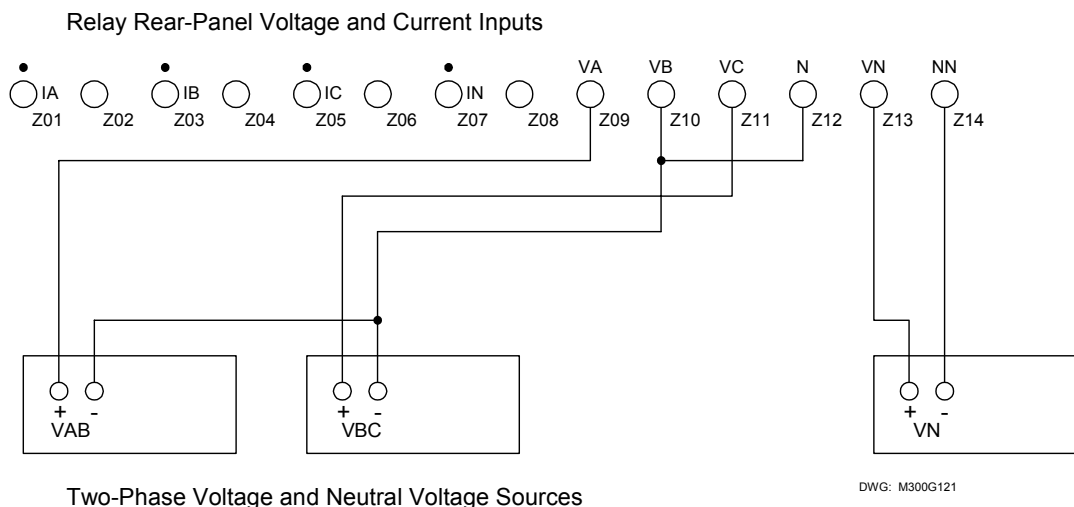 Relay Rear-Panel Voltage and Current Inputs
VA VB VC N VN NN
IA IB IC IN
Z01 Z02 Z03 Z04 Z05 Z06 Z07 Z08 Z09 Z10 Z11 Z12 Z13 Z14
+ - + - + -
VAB VBC VN
Two-Phase Voltage and Neutral Voltage Sources
DWG: M300G121